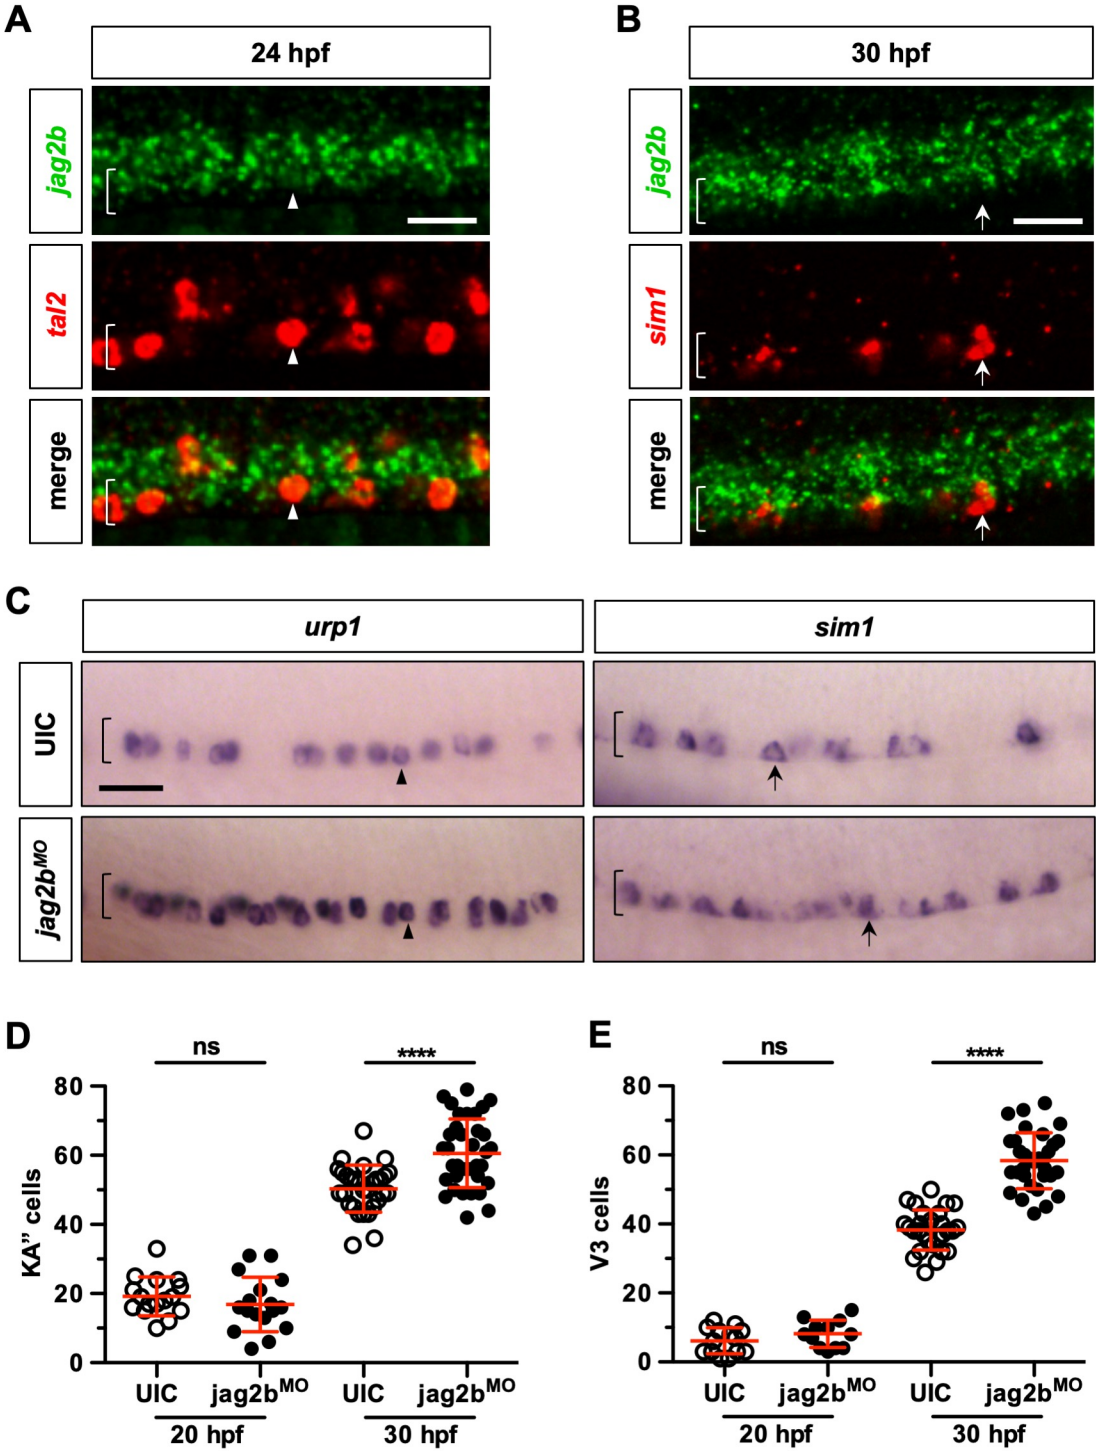 A
24 hpf
jag2b
tal2
merge
B
30 hpf
jag2b
sim1
merge
C
urp1
sim1
UIC
jag2bMO
D
ns
****
KA” cells
80
60
40
20
0
UIC
jag2bMO
UIC
jag2bMO
20 hpf
30 hpf
E
ns
****
V3 cells
80
60
40
20
0
UIC
jag2bMO
UIC
jag2bMO
20 hpf
30 hpf